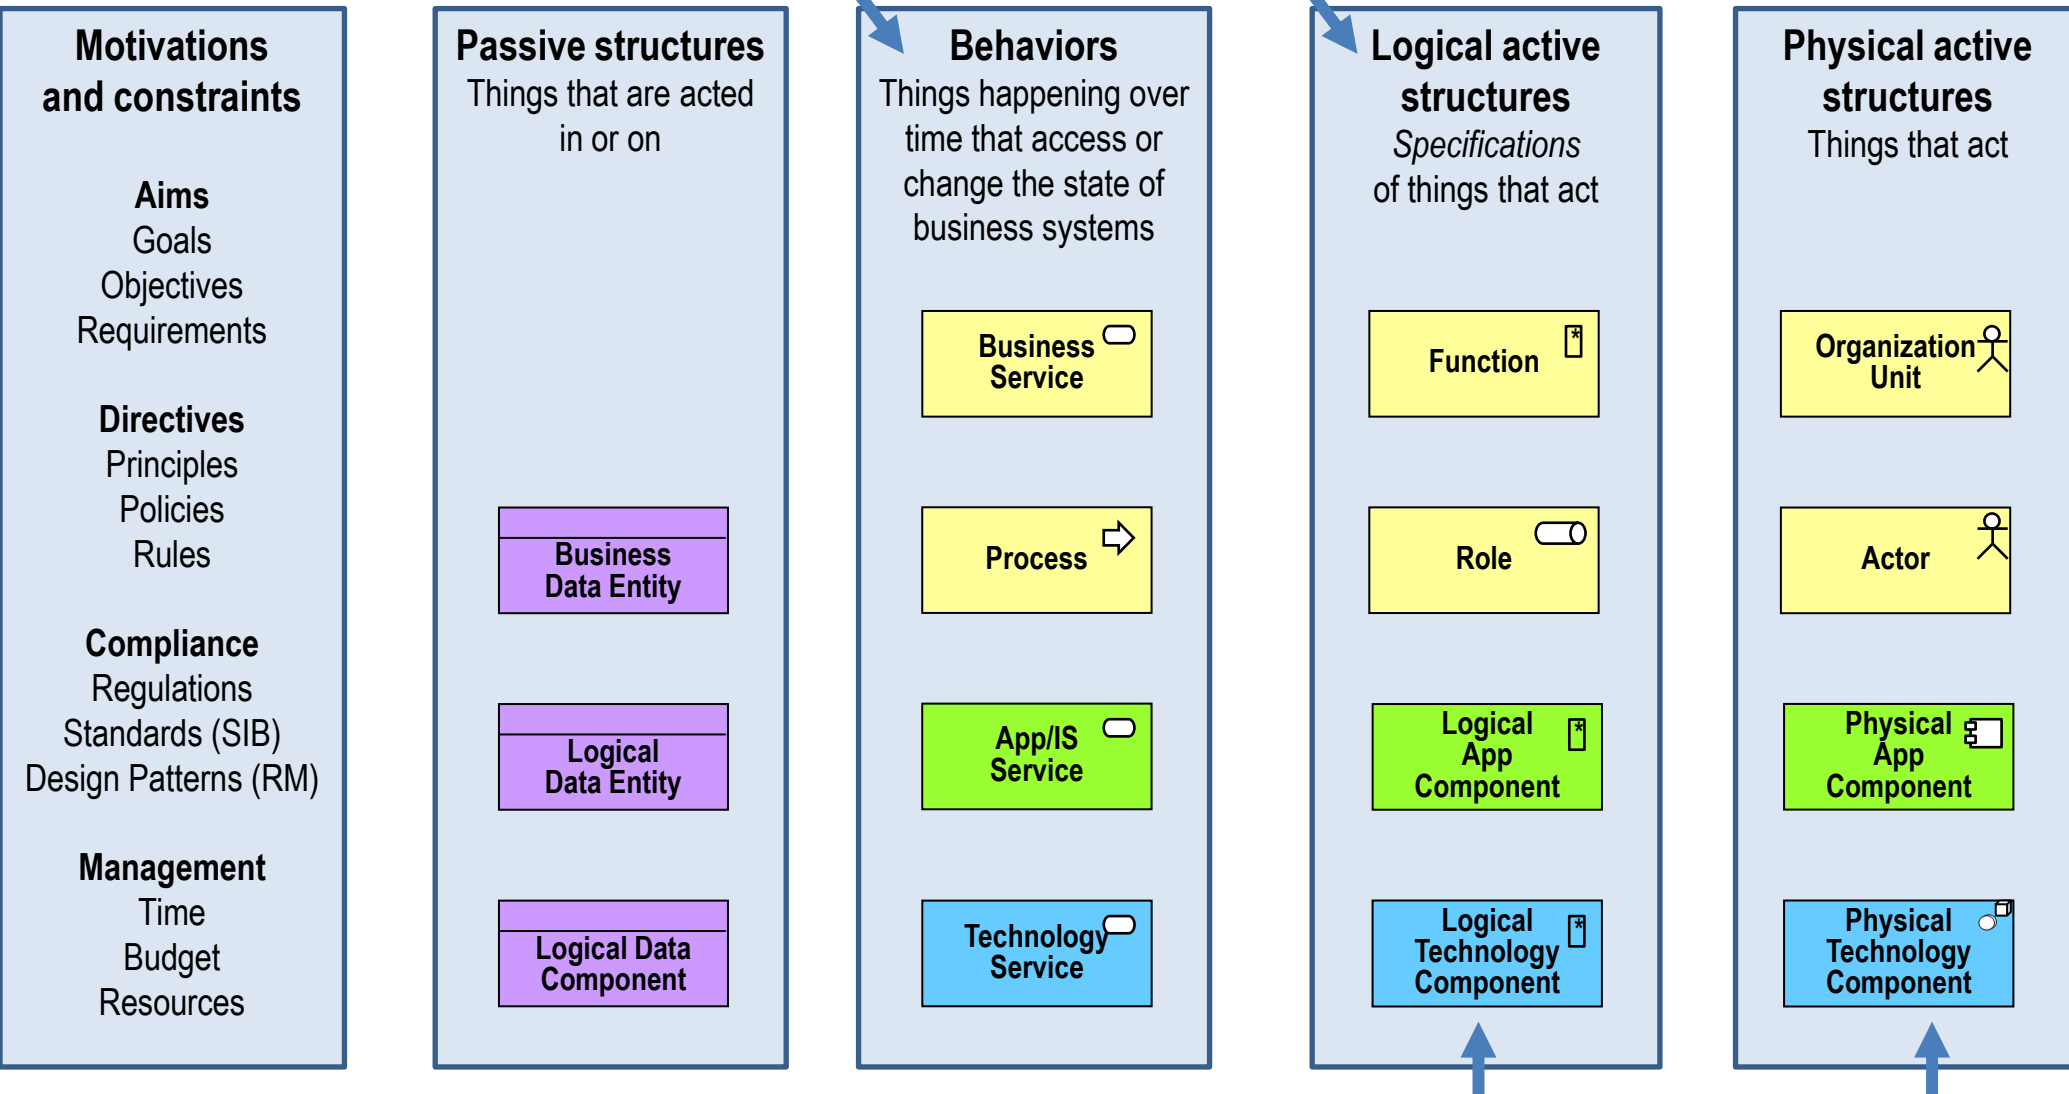 Motivations
and constraints
Aims
Goals
Objectives
Requirements
Directives
Principles
Policies
Rules
Compliance
Regulations
Standards (SIB)
Design Patterns (RM)
Management
Time
Budget
Resources
Passive structures
Things that are acted
in or on
Business
Data Entity
Logical
Data Entity
Logical Data
Component
Behaviors
Things happening over
time that access or
change the state of
business systems
Business
Service
Process
App/IS
Service
Technology
Service
Logical active
structures
Specifications
of things that act
Function
*
Role
Logical
App
Component
*
Logical
Technology
Component
*
Physical active
structures
Things that act
Organization
Unit
Actor
Physical
App
Component
Physical
Technology
Component